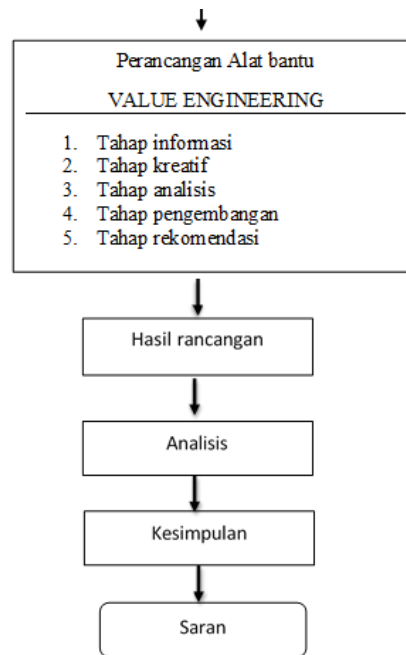 Perancangan Alat bantu
VALUE ENGINEERING
1. Tahap informasi
2. Tahap kreatif
3. Tahap analisis
4. Tahap pengembangan
5. Tahap rekomendasi
Hasil rancangan
Analisis
Kesimpulan
Saran